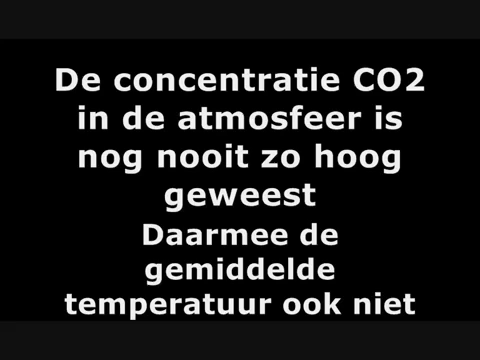 De concentratie CO2
in de atmosfeer is
nog nooit zo hoog
geweest
Daarmee de
gemiddelde
temperatuur ook niet